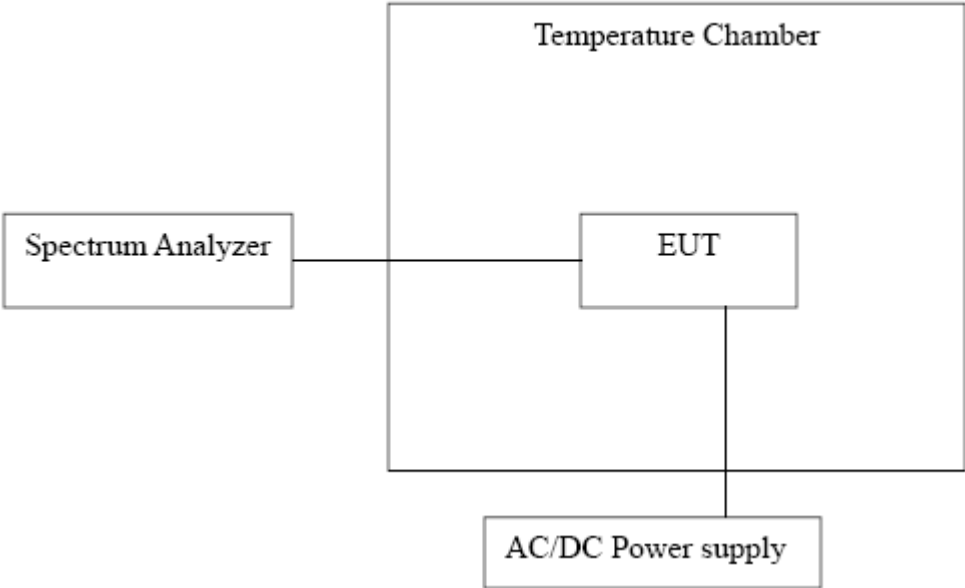 Temperature Chamber
Spectrum Analyzer
EUT
AC/DC Power supply